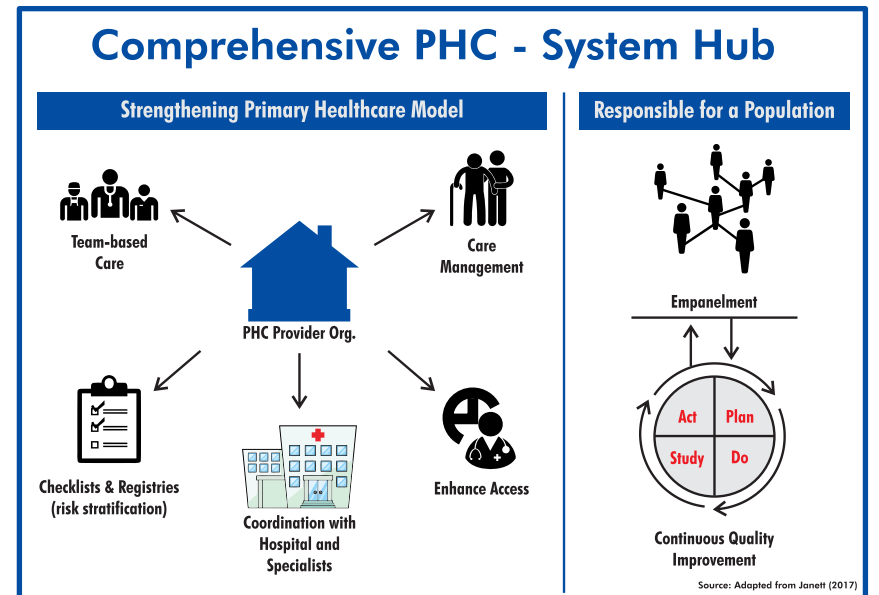 Comprehensive PHC - System Hub
Strengthening Primary Healthcare Model
Responsible for a Population
Team-based
Care
Care
Management
PHC Provider Org.
Checklists & Registries
(risk stratification)
Coordination with
Hospital and
Specialists
Enhance Access
Empanelment
Act
Plan
Study
Do
Continuous Quality
Improvement
Source: Adapted from Janett (2017)